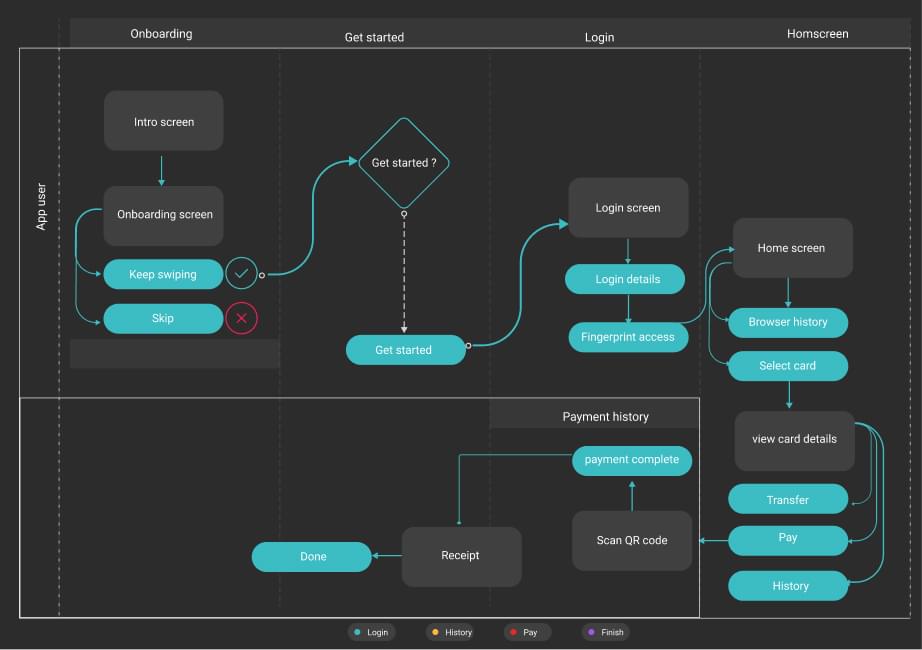 Onboarding
Get started
Login
Homscreen
App user
Intro screen
Onboarding screen
Keep swiping
Skip
Get started ?
Get started
Login screen
Login details
Fingerprint access
Home screen
Browser history
Select card
view card details
Transfer
Pay
History
Payment history
payment complete
Scan QR code
Receipt
Done
Login
History
Pay
Finish